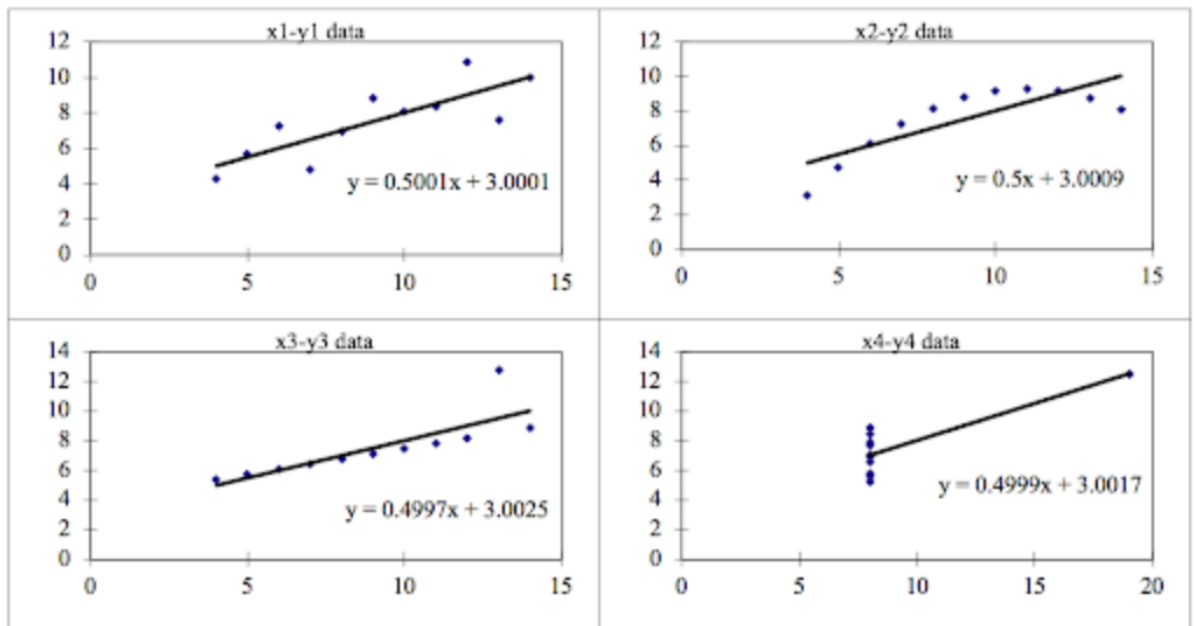 x1-y1 data
12
10
8
6
4
2
0
0 5 10 15
y = 0.5001x + 3.0001
x2-y2 data
12
10
8
6
4
2
0
0 5 10 15
y = 0.5x + 3.0009
x3-y3 data
14
12
10
8
6
4
2
0
0 5 10 15
y = 0.4997x + 3.0025
x4-y4 data
14
12
10
8
6
4
2
0
0 5 10 15 20
y = 0.4999x + 3.0017